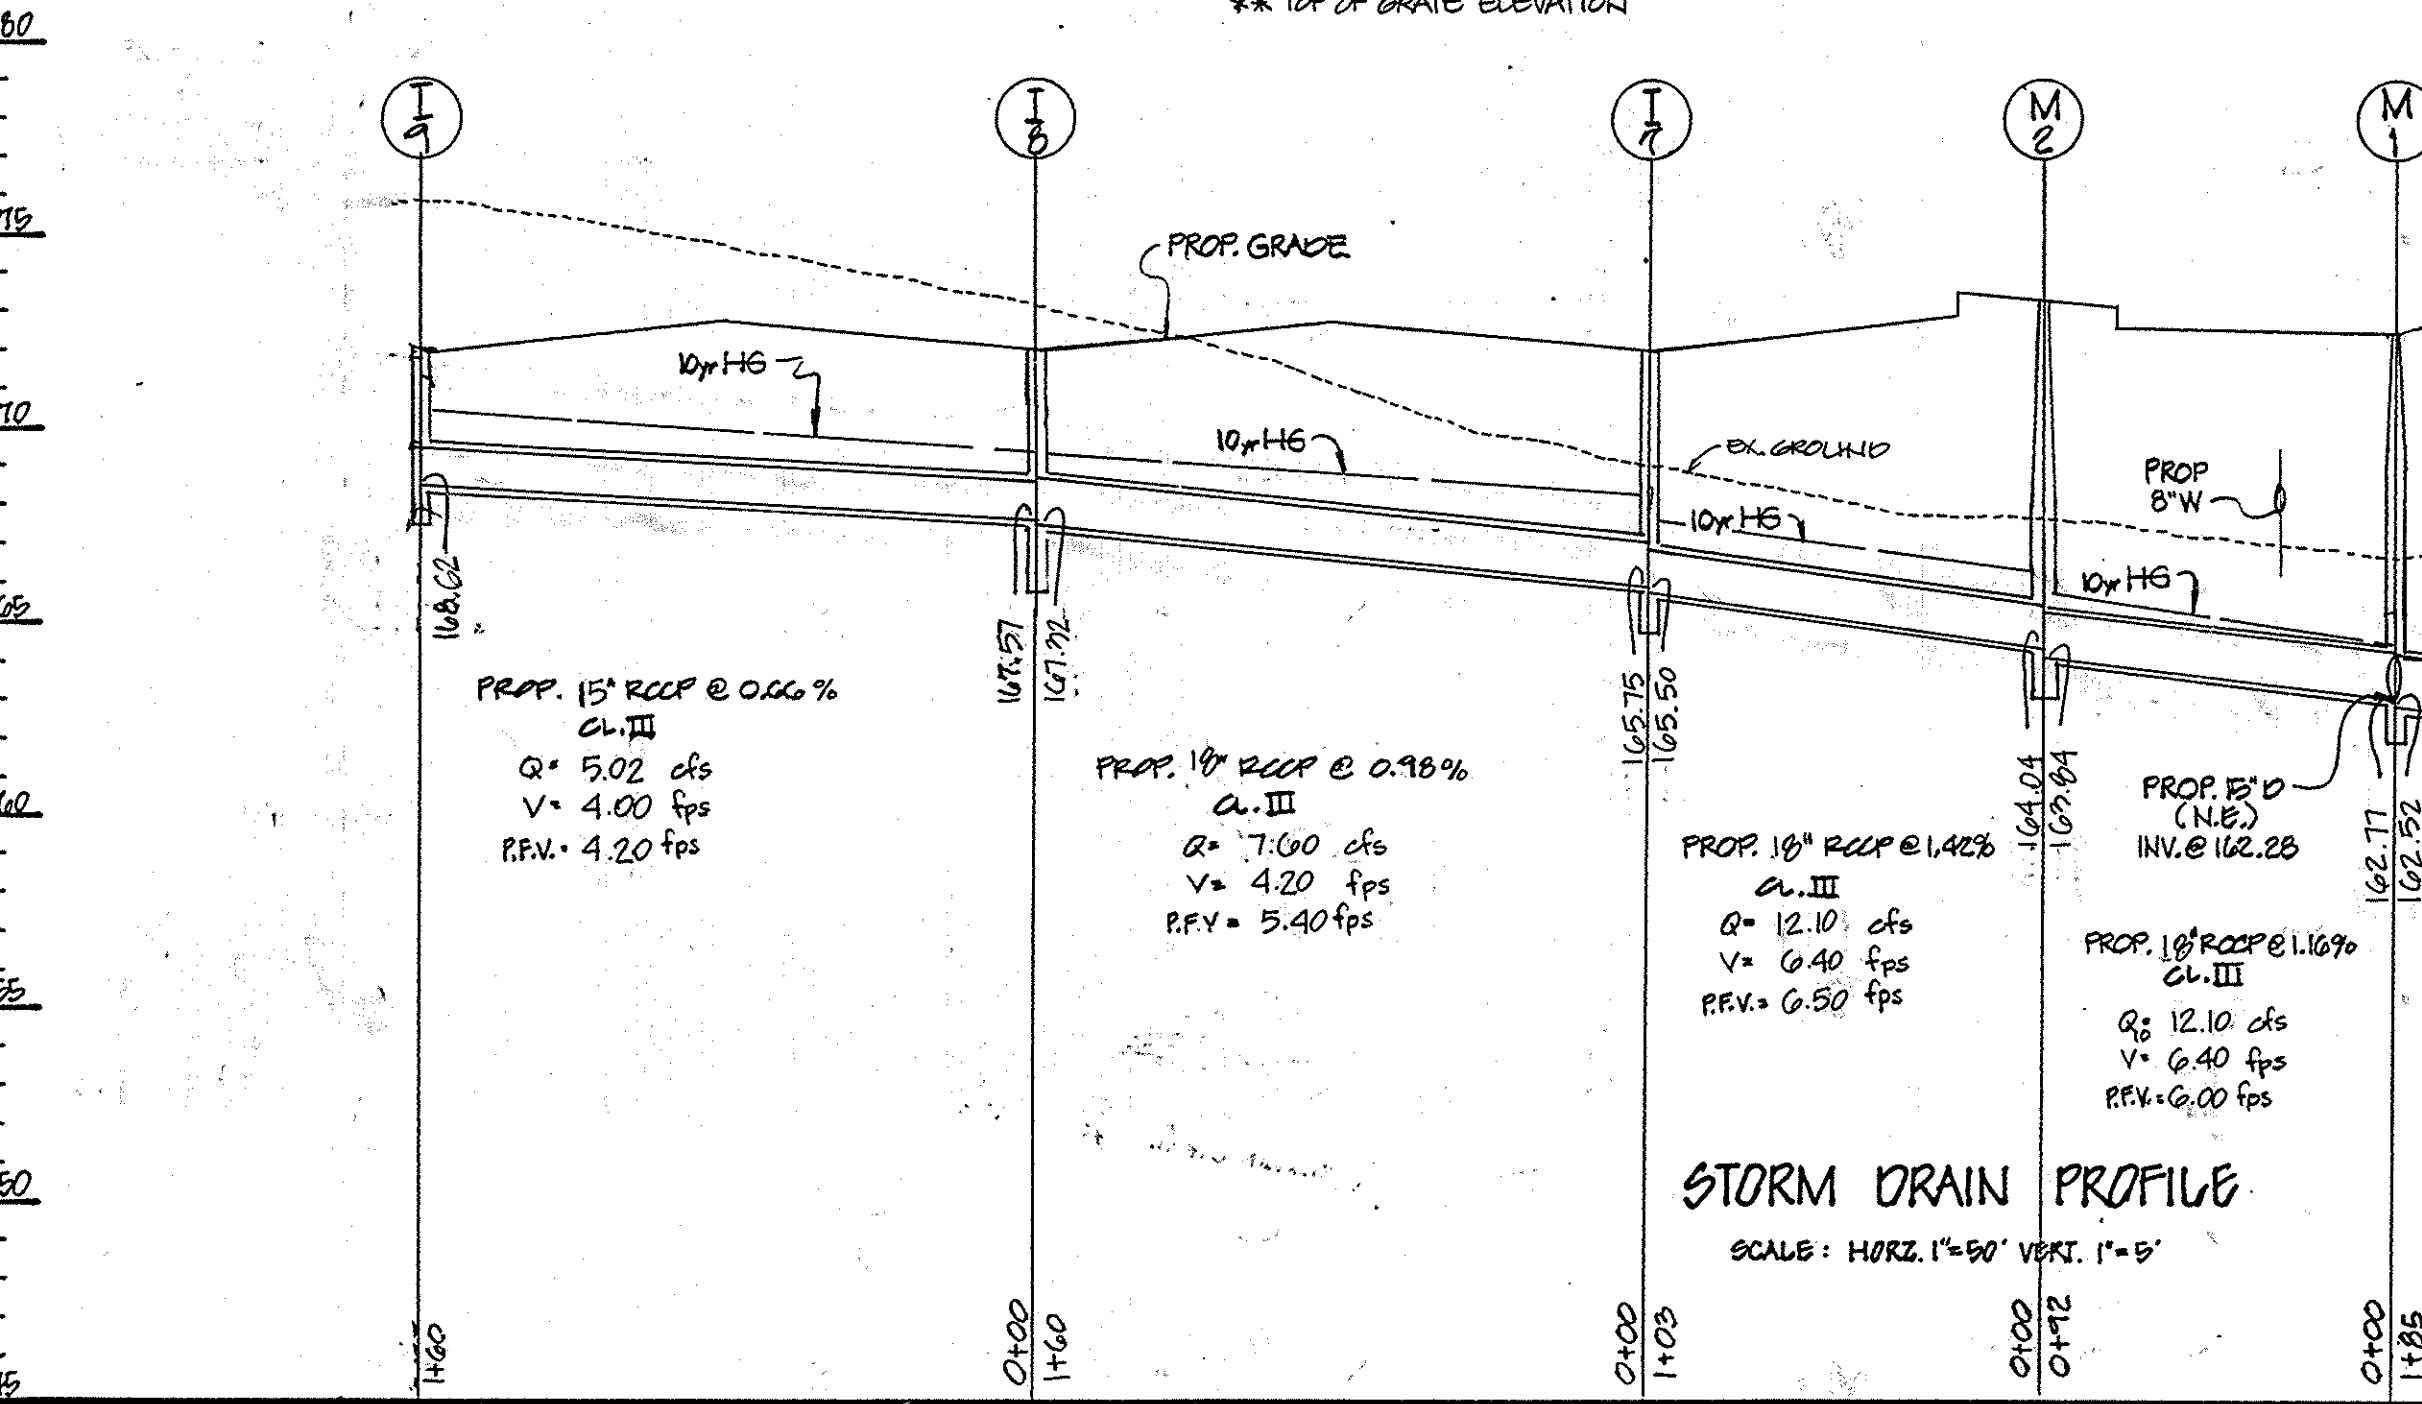 ** TOP OF GRATE ELEVATION
80
75
70
65
60
55
50
45
I
9
I
8
I
7
M
2
M
1
PROP. GRADE
10yr HG
10yr HG
EX. GROUND
10yr HG
PROP
8"W
10yr HG
168.62
167.57
167.32
165.75
165.50
164.04
163.84
162.77
162.52
PROP. 15" RCCP @ 0.66%
CL. III
Q= 5.02 cfs
V= 4.00 fps
P.F.V.= 4.20 fps
PROP. 18" RCCP @ 0.98%
CL. III
Q= 7.60 cfs
V= 4.20 fps
P.F.V = 5.40 fps
PROP. 18" RCCP @ 1.42%
CL. III
Q= 12.10 cfs
V= 6.40 fps
P.F.V.= 6.50 fps
PROP. 15" D
(N.E.)
INV. @ 162.28
PROP. 18" RCCP @ 1.16%
CL. III
Q10= 12.10 cfs
V= 6.40 fps
P.F.V.= 6.00 fps
STORM DRAIN PROFILE
SCALE: HORZ. 1"=50' VERT. 1"=5'
1+60
0+00
1+60
0+00
1+03
0+00
0+92
0+00
1+85